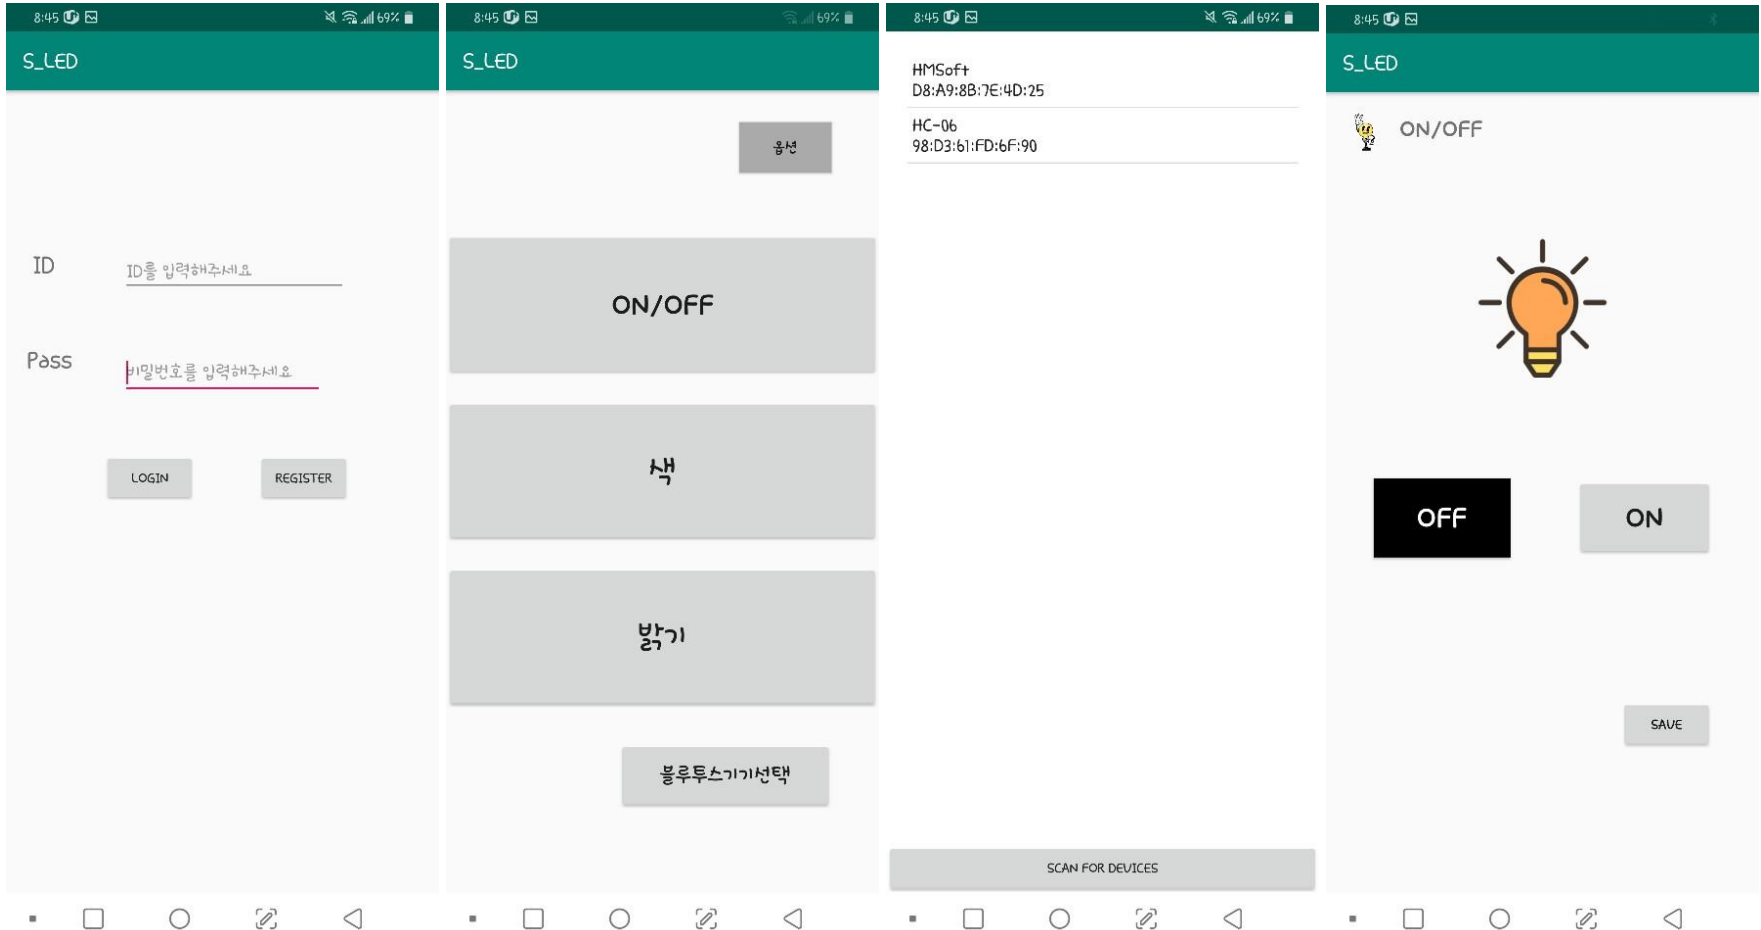 8:45
69%
S_LED
ID
ID를 입력해주세요
Pass
비밀번호를 입력해주세요
LOGIN
REGISTER
8:45
69%
S_LED
옵션
ON/OFF
색
밝기
블루투스기기선택
8:45
69%
HMSoft
D8:A9:8B:7E:4D:25
HC-06
98:D3:61:FD:6F:90
SCAN FOR DEVICES
8:45
S_LED
ON/OFF
OFF
ON
SAVE